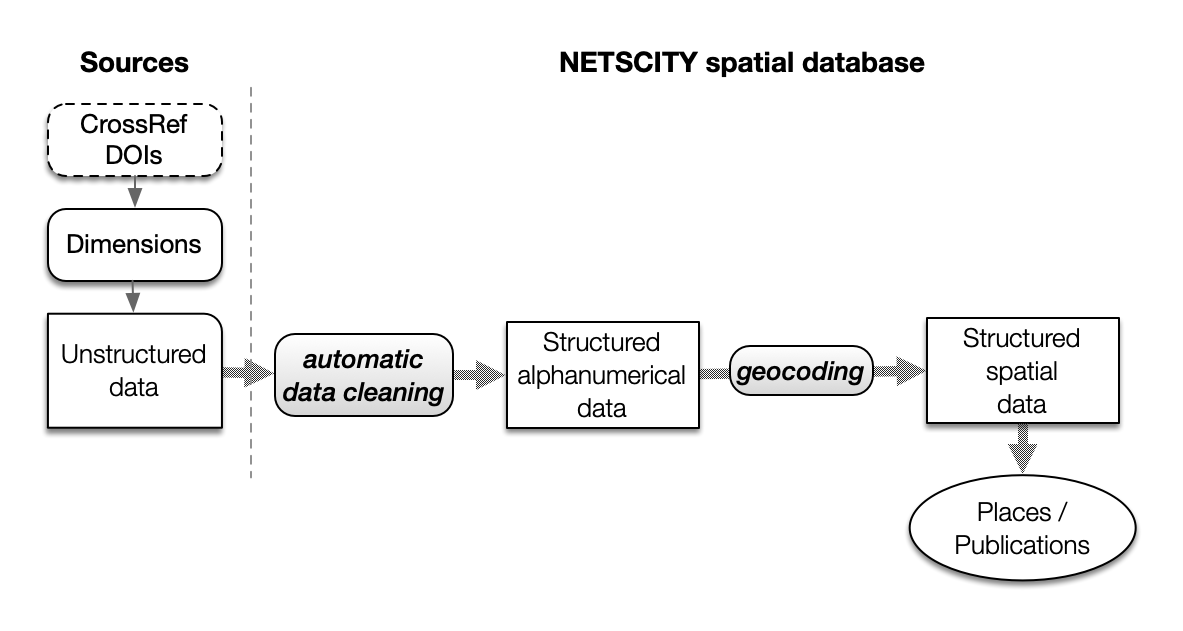 Sources
NETSCITY spatial database
CrossRef
DOIs
Dimensions
Unstructured
data
automatic
data cleaning
Structured
alphanumerical
data
geocoding
Structured
spatial
data
Places /
Publications